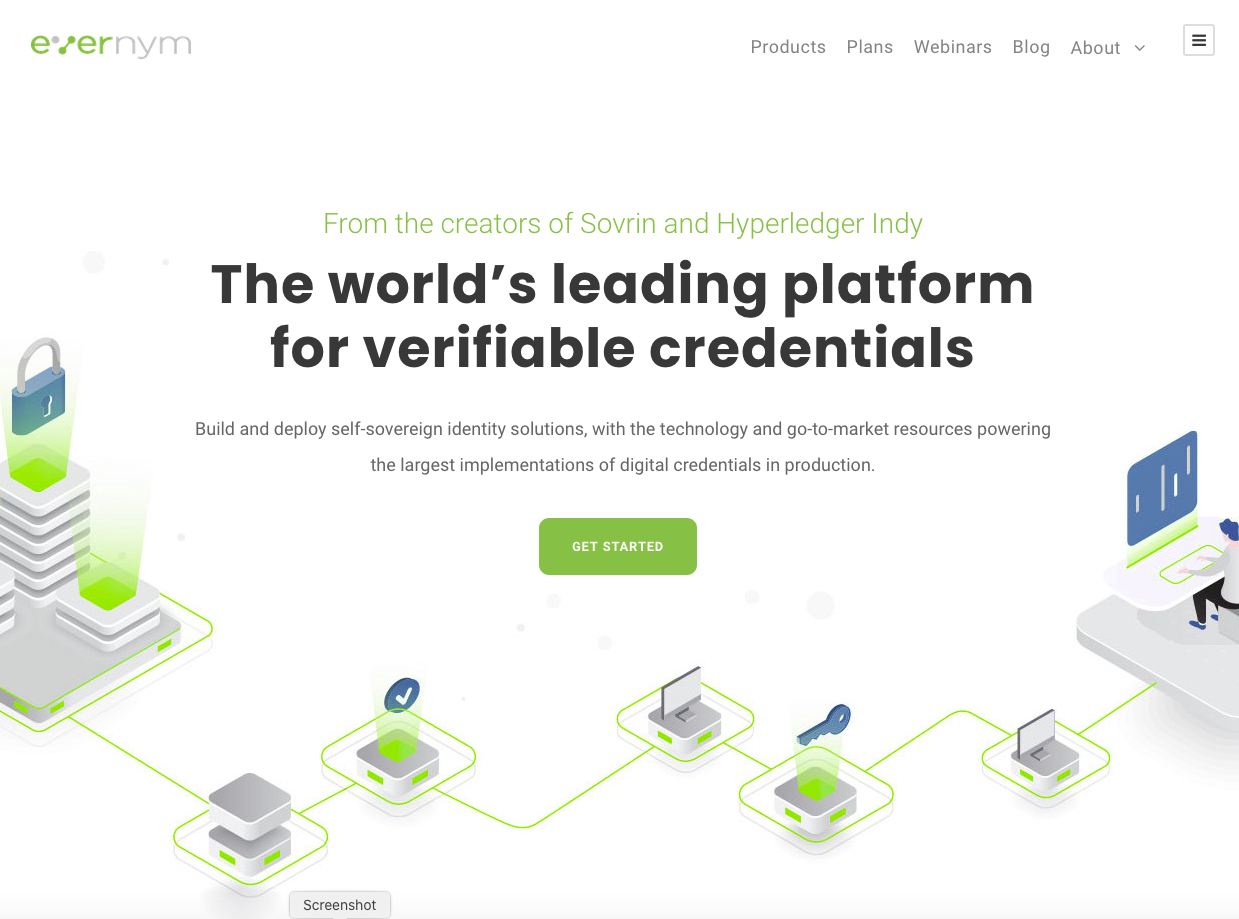 evernym
Products Plans Webinars Blog About
From the creators of Sovrin and Hyperledger Indy
The world’s leading platform
for verifiable credentials
Build and deploy self-sovereign identity solutions, with the technology and go-to-market resources powering
the largest implementations of digital credentials in production.
GET STARTED
Screenshot